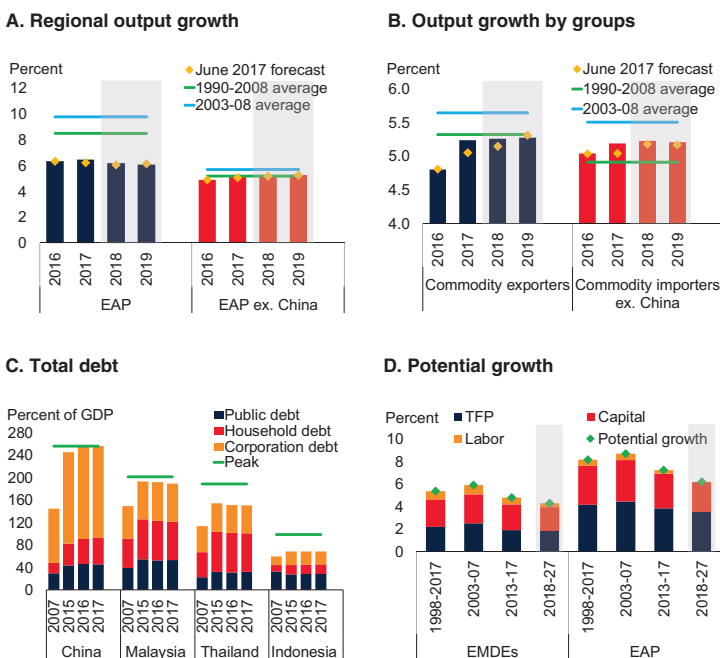 A. Regional output growth
Percent
June 2017 forecast
1990-2008 average
2003-08 average
12
10
8
6
4
2
0
2016
2017
2018
2019
2016
2017
2018
2019
EAP
EAP ex. China
B. Output growth by groups
Percent
June 2017 forecast
1990-2008 average
2003-08 average
6.0
5.5
5.0
4.5
4.0
2016
2017
2018
2019
2016
2017
2018
2019
Commodity exporters
Commodity importers
ex. China
C. Total debt
Percent of GDP
Public debt
Household debt
Corporation debt
Peak
280
240
200
160
120
80
40
0
2007
2015
2016
2017
2007
2015
2016
2017
2007
2015
2016
2017
2007
2015
2016
2017
China
Malaysia
Thailand
Indonesia
D. Potential growth
Percent
TFP
Capital
Labor
Potential growth
10
8
6
4
2
0
1998-2017
2003-07
2013-17
2018-27
1998-2017
2003-07
2013-17
2018-27
EMDEs
EAP